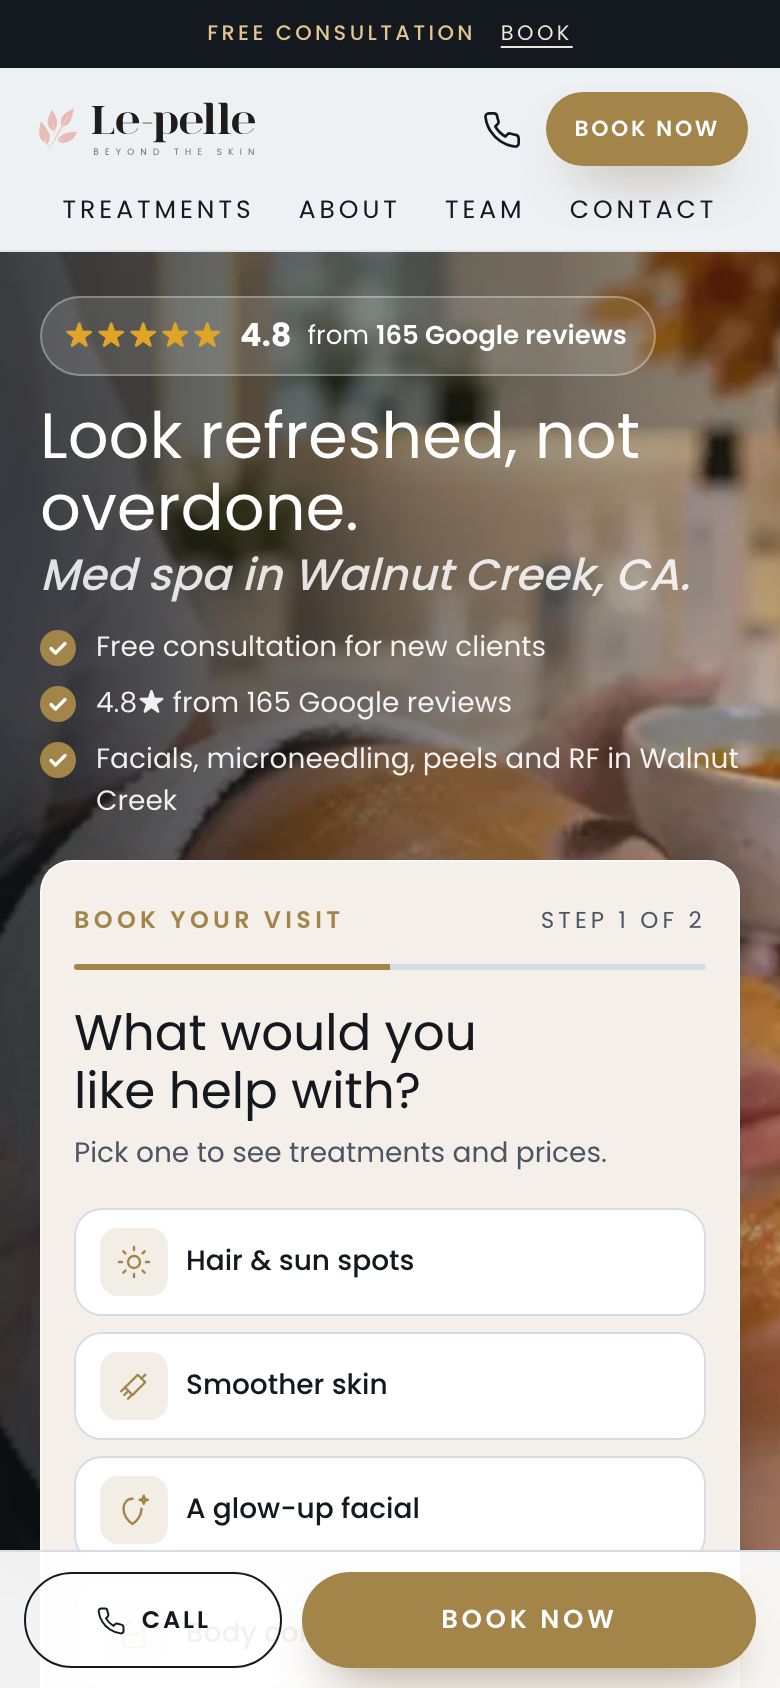 FREE CONSULTATION BOOK
Le-pelle
BEYOND THE SKIN
BOOK NOW
TREATMENTS ABOUT TEAM CONTACT
★★★★★ 4.8 from 165 Google reviews
Look refreshed, not
overdone.
Med spa in Walnut Creek, CA.
Free consultation for new clients
4.8★ from 165 Google reviews
Facials, microneedling, peels and RF in Walnut
Creek
BOOK YOUR VISIT STEP 1 OF 2
What would you
like help with?
Pick one to see treatments and prices.
Hair & sun spots
Smoother skin
A glow-up facial
Body
CALL BOOK NOW